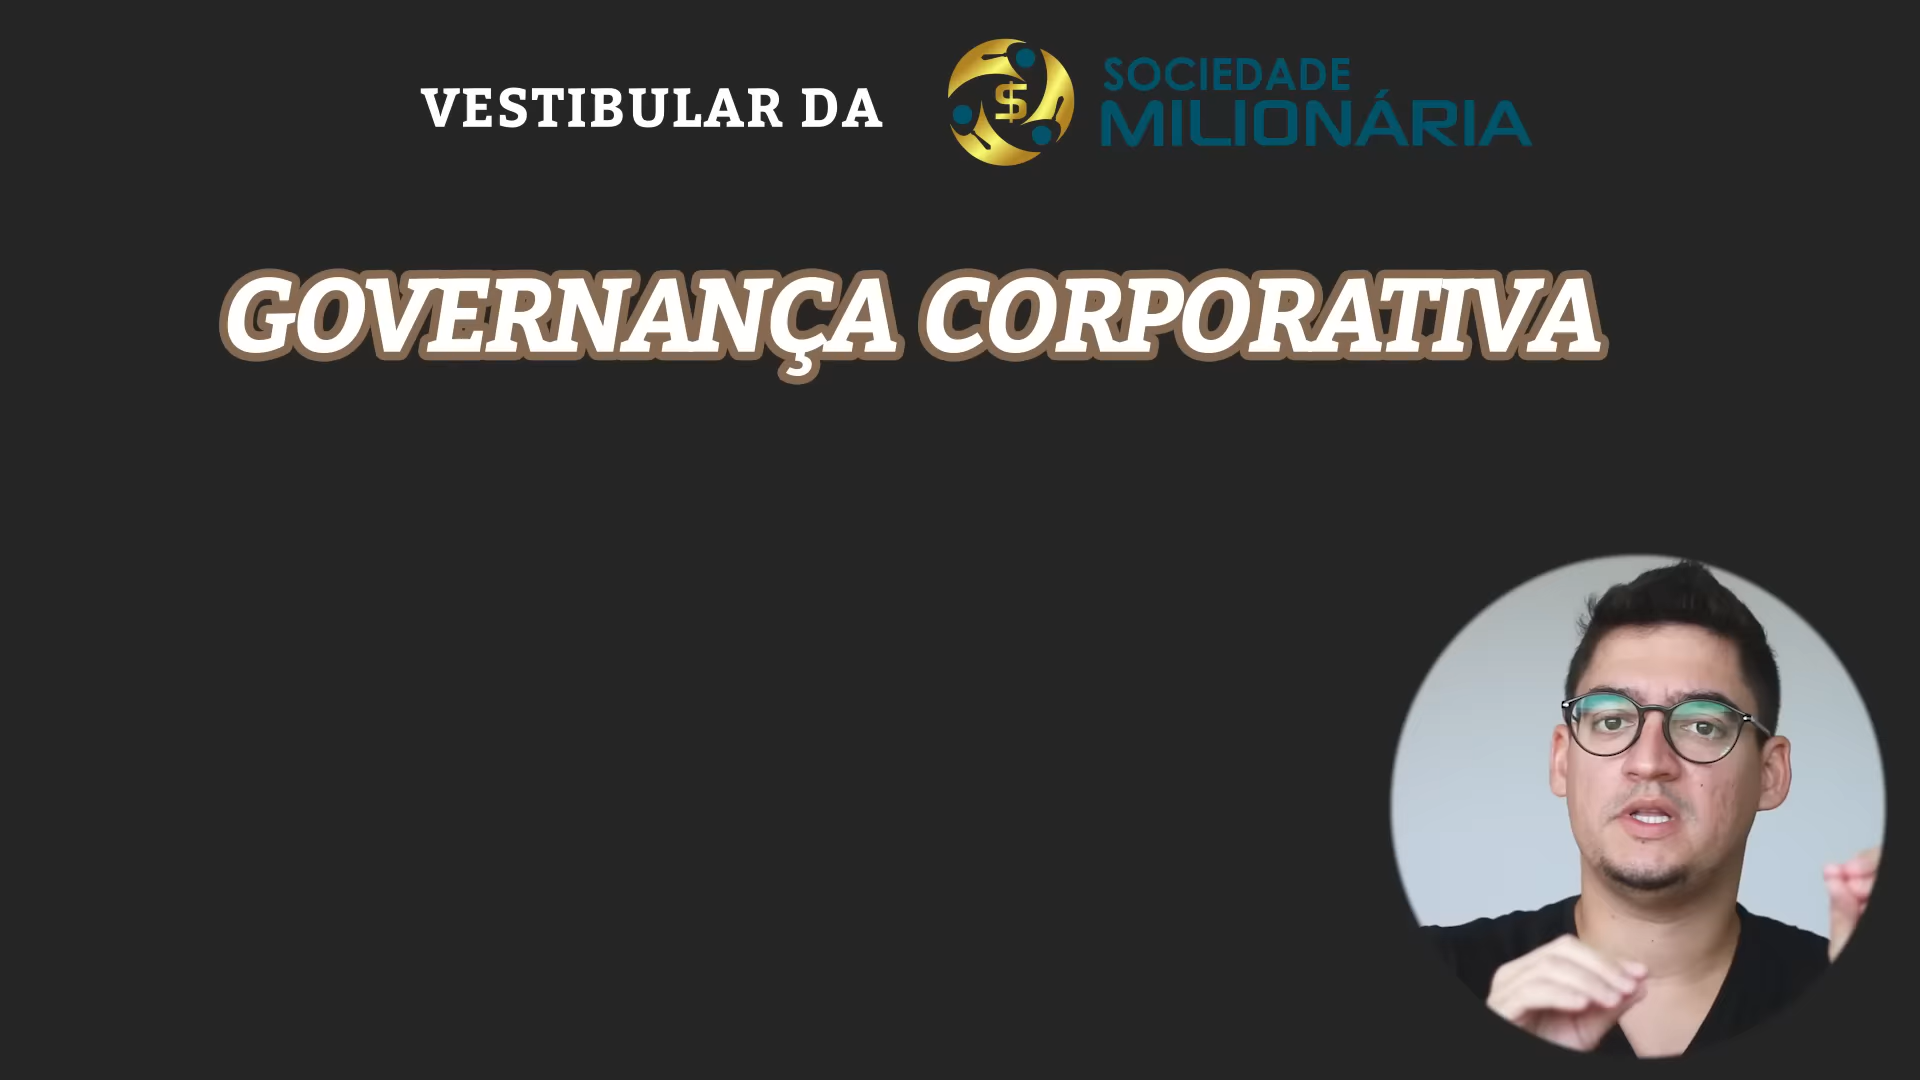 VESTIBULAR DA
$
SOCIEDADE
MILIONÁRIA
GOVERNANÇA CORPORATIVA